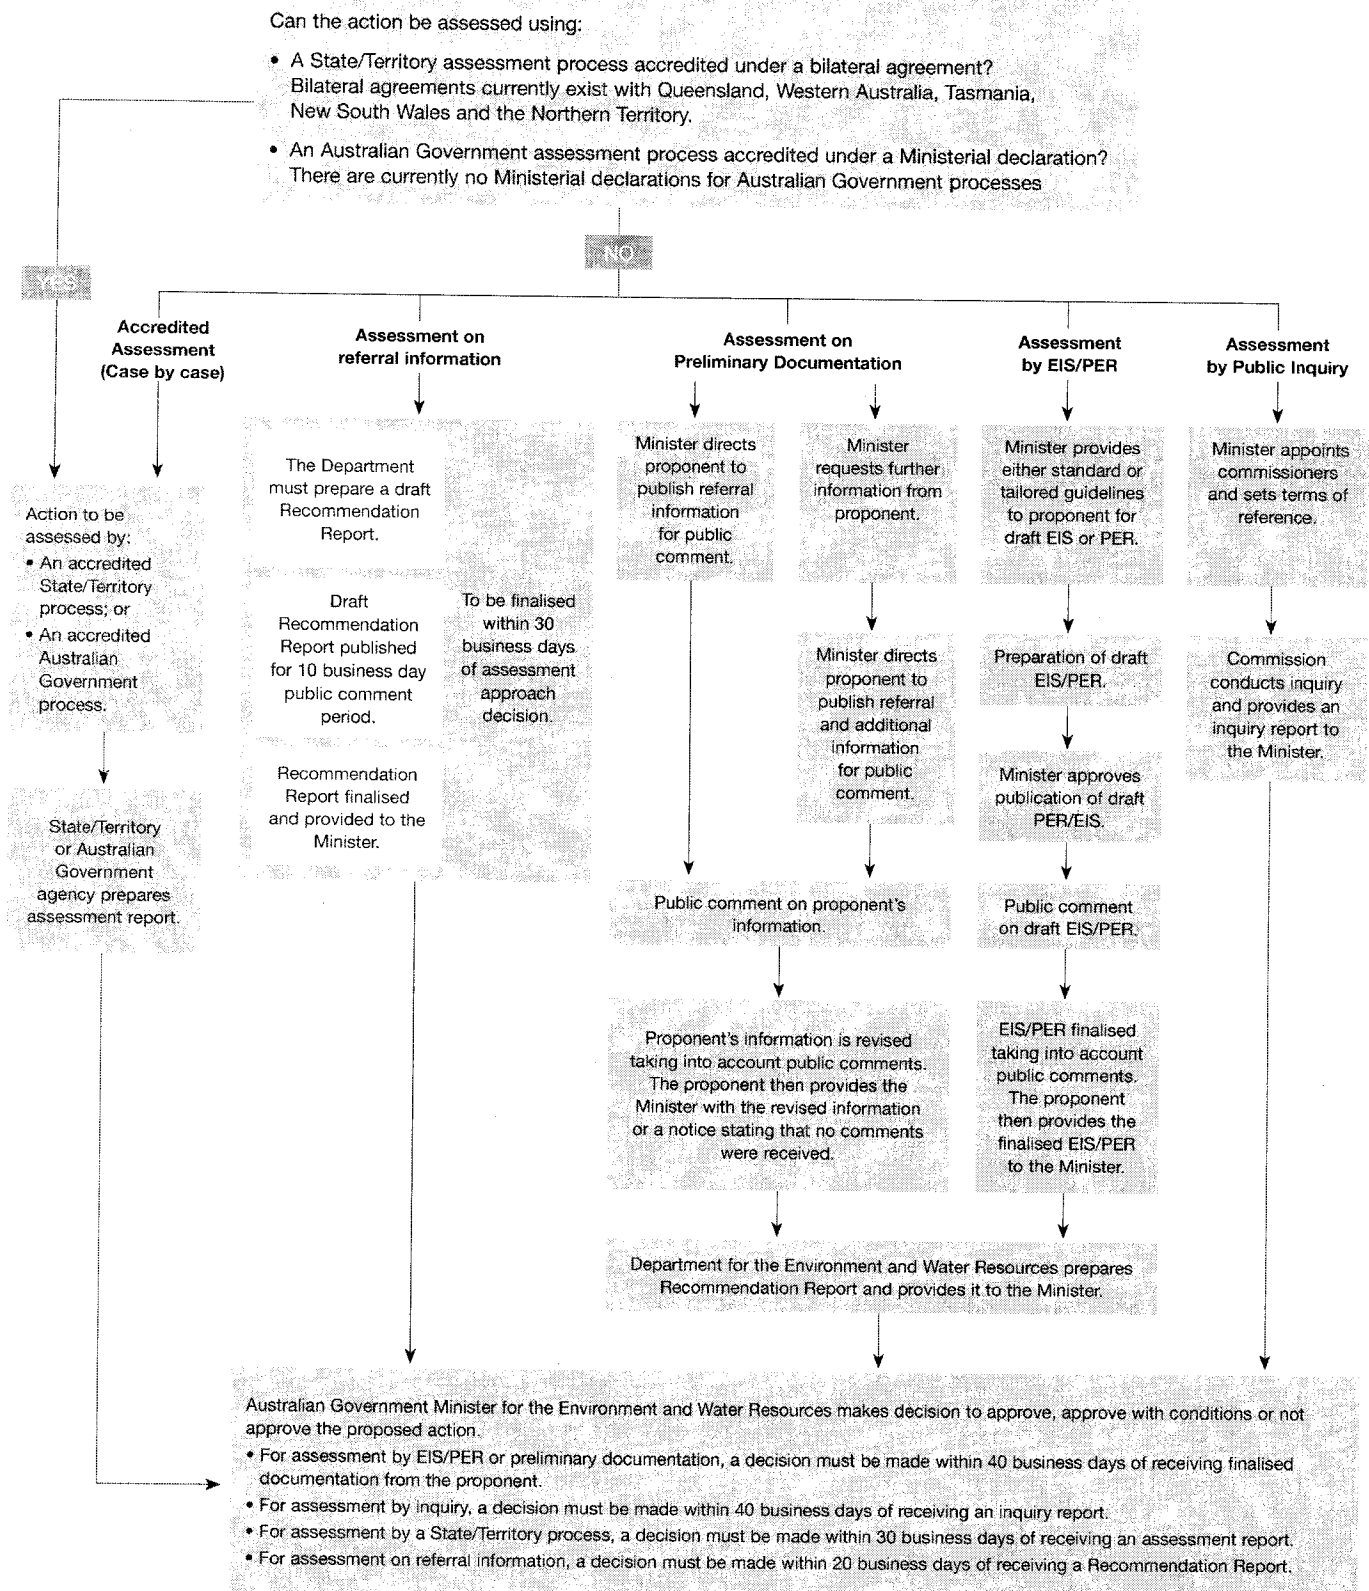 Can the action be assessed using:
• A State/Territory assessment process accredited under a bilateral agreement?
Bilateral agreements currently exist with Queensland, Western Australia, Tasmania,
New South Wales and the Northern Territory.
• An Australian Government assessment process accredited under a Ministerial declaration?
There are currently no Ministerial declarations for Australian Government processes
NO
YES
Accredited
Assessment
(Case by case)
Assessment on
referral information
Assessment on
Preliminary Documentation
Assessment
by EIS/PER
Assessment
by Public Inquiry
Action to be
assessed by:
• An accredited
State/Territory
process; or
• An accredited
Australian
Government
process.
State/Territory
or Australian
Government
agency prepares
assessment report.
The Department
must prepare a draft
Recommendation
Report.
Draft
Recommendation
Report published
for 10 business day
public comment
period.
To be finalised
within 30
business days
of assessment
approach
decision.
Recommendation
Report finalised
and provided to the
Minister.
Minister directs
proponent to
publish referral
information
for public
comment.
Minister
requests further
information from
proponent.
Minister directs
proponent to
publish referral
and additional
information
for public
comment.
Public comment on proponent's
information.
Proponent's information is revised
taking into account public comments.
The proponent then provides the
Minister with the revised information
or a notice stating that no comments
were received.
Minister provides
either standard or
tailored guidelines
to proponent for
draft EIS or PER.
Preparation of draft
EIS/PER.
Minister approves
publication of draft
PER/EIS.
Public comment
on draft EIS/PER.
EIS/PER finalised
taking into account
public comments.
The proponent
then provides the
finalised EIS/PER
to the Minister.
Minister appoints
commissioners
and sets terms of
reference.
Commission
conducts inquiry
and provides an
inquiry report to
the Minister.
Department for the Environment and Water Resources prepares
Recommendation Report and provides it to the Minister.
Australian Government Minister for the Environment and Water Resources makes decision to approve, approve with conditions or not
approve the proposed action.
• For assessment by EIS/PER or preliminary documentation, a decision must be made within 40 business days of receiving finalised
documentation from the proponent.
• For assessment by inquiry, a decision must be made within 40 business days of receiving an inquiry report.
• For assessment by a State/Territory process, a decision must be made within 30 business days of receiving an assessment report.
• For assessment on referral information, a decision must be made within 20 business days of receiving a Recommendation Report.